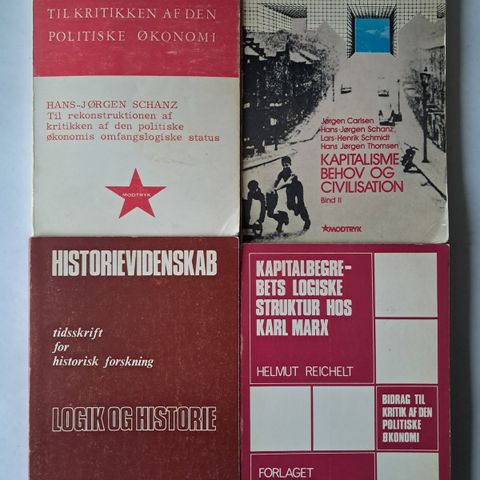 TIL KRITIKKEN AF DEN
POLITISKE ØKONOMI
HANS-JØRGEN SCHANZ
Til rekonstruktionen af
kritikken af den politiske
økonomis omfangslogiske status
MODTRYK
Jørgen Carlsen
Hans-Jørgen Schanz
Lars-Henrik Schmidt
Hans Jørgen Thomsen
KAPITALISME
BEHOV OG
CIVILISATION
Bind II
MODTRYK
HISTORIEVIDENSKAB
tidsskrift
for
historisk forskning
LOGIK OG HISTORIE
KAPITALBEGRE-
BETS LOGISKE
STRUKTUR HOS
KARL MARX
HELMUT REICHELT
BIDRAG TIL
KRITIK AF DEN
POLITISKE
ØKONOMI
FORLAGET